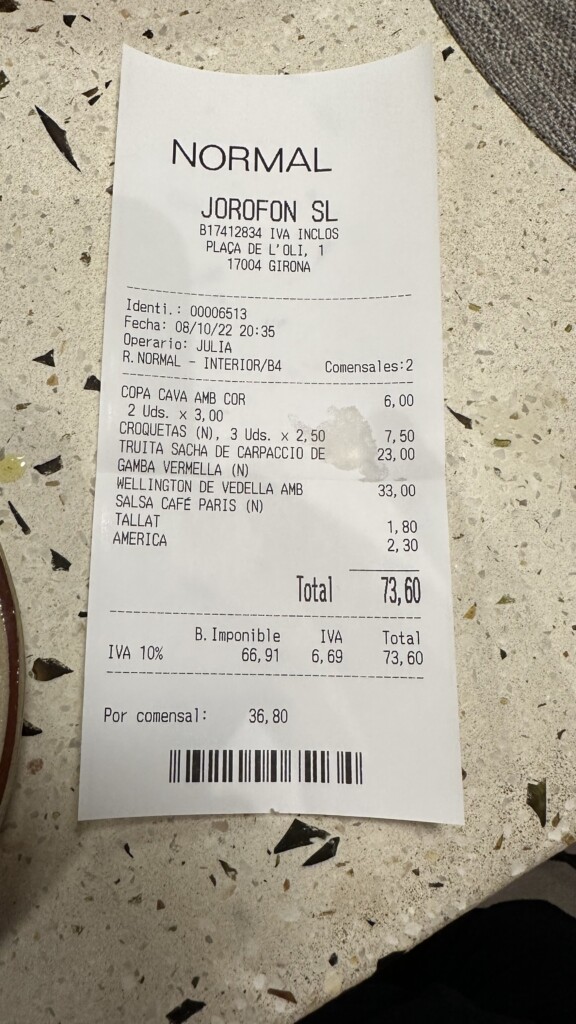 NORMAL
JOROFON SL
B17412834 IVA INCLOS
PLAÇA DE L'OLI, 1
17004 GIRONA
Identi.: 00006513
Fecha: 08/10/22 20:35
Operario: JULIA
R.NORMAL - INTERIOR/B4 Comensales:2
COPA CAVA AMB COR 6,00
2 Uds. x 3,00
CROQUETAS (N), 3 Uds. x 2,50 7,50
TRUITA SACHA DE CARPACCIO DE 23,00
GAMBA VERMELLA (N)
WELLINGTON DE VEDELLA AMB 33,00
SALSA CAFÉ PARIS (N)
TALLAT 1,80
AMERICA 2,30
Total 73,60
B.Imponible IVA Total
IVA 10% 66,91 6,69 73,60
Por comensal: 36,80